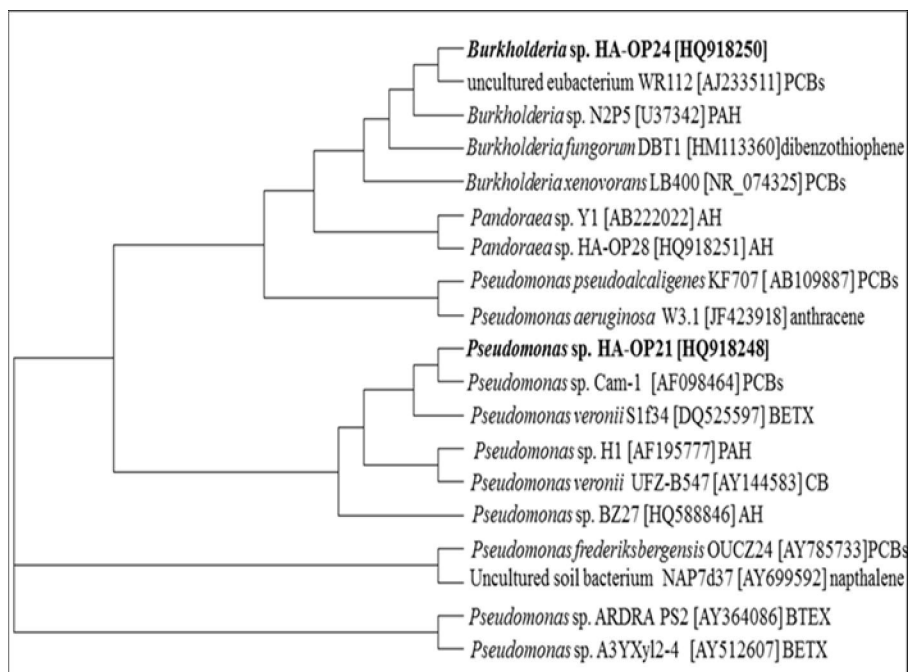 Burkholderia sp. HA-OP24 [HQ918250]
uncultured eubacterium WR112 [AJ233511] PCBs
Burkholderia sp. N2P5 [U37342] PAH
Burkholderia fungorum DBT1 [HM113360]dibenzothiophene
Burkholderia xenovorans LB400 [NR_074325] PCBs
Pandoraea sp. Y1 [AB222022] AH
Pandoraea sp. HA-OP28 [HQ918251] AH
Pseudomonas pseudoalcaligenes KF707 [ AB109887] PCBs
Pseudomonas aeruginosa W3.1 [JF423918] anthracene
Pseudomonas sp. HA-OP21 [HQ918248]
Pseudomonas sp. Cam-1 [AF098464] PCBs
Pseudomonas veronii S1f34 [DQ525597] BETX
Pseudomonas sp. H1 [AF195777] PAH
Pseudomonas veronii UFZ-B547 [AY144583] CB
Pseudomonas sp. BZ27 [HQ588846] AH
Pseudomonas frederiksbergensis OUCZ24 [AY785733]PCBs
Uncultured soil bacterium NAP7d37 [AY699592] napthalene
Pseudomonas sp. ARDRA PS2 [AY364086] BTEX
Pseudomonas sp. A3YXyl2-4 [AY512607] BETX